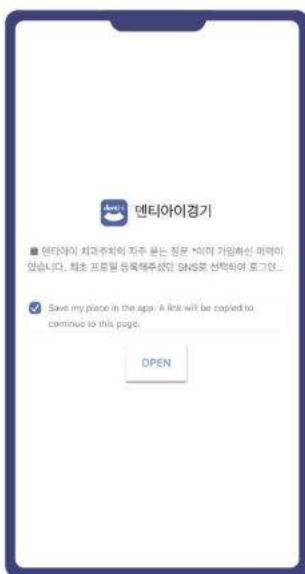 denti-i
덴티아이경기
덴티아이 치과주치의 자주 묻는 질문 *이미 가입하신 이력이
있습니다. 최초 프로필 등록해주셨던 SNS로 선택하여 로그인...
Save my place in the app. A link will be copied to
continue to this page.
OPEN